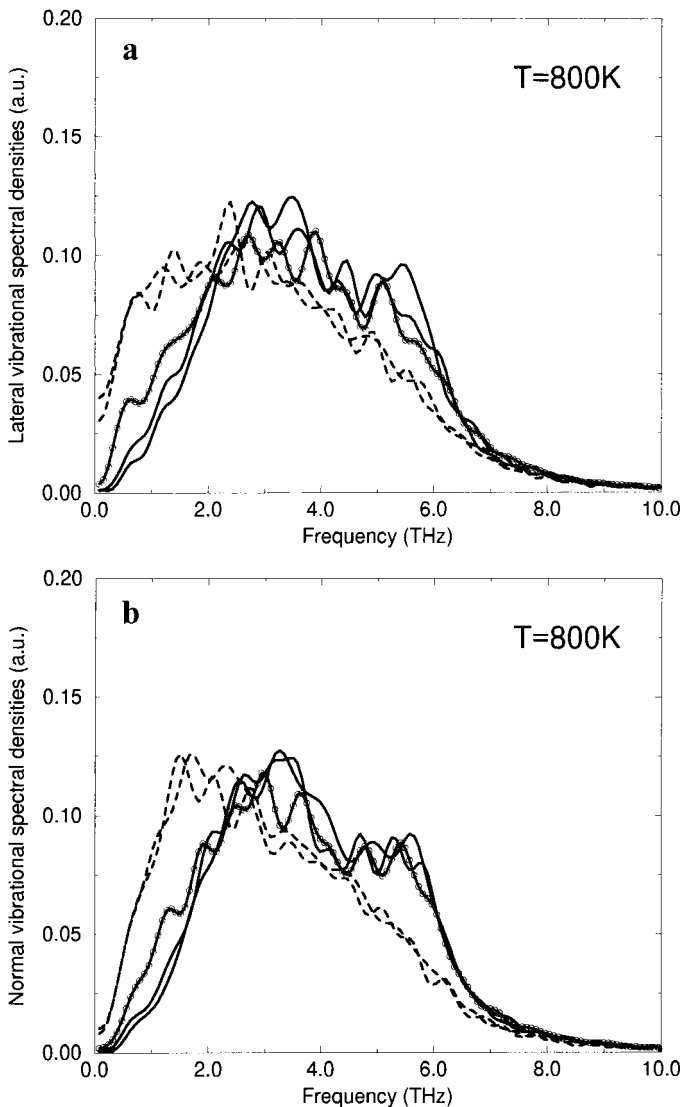 a
T=800K
Lateral vibrational spectral densities (a.u.)
0.20
0.15
0.10
0.05
0.00
0.0 2.0 4.0 6.0 8.0 10.0
Frequency (THz)
b
T=800K
Normal vibrational spectral densities (a.u.)
0.20
0.15
0.10
0.05
0.00
0.0 2.0 4.0 6.0 8.0 10.0
Frequency (THz)